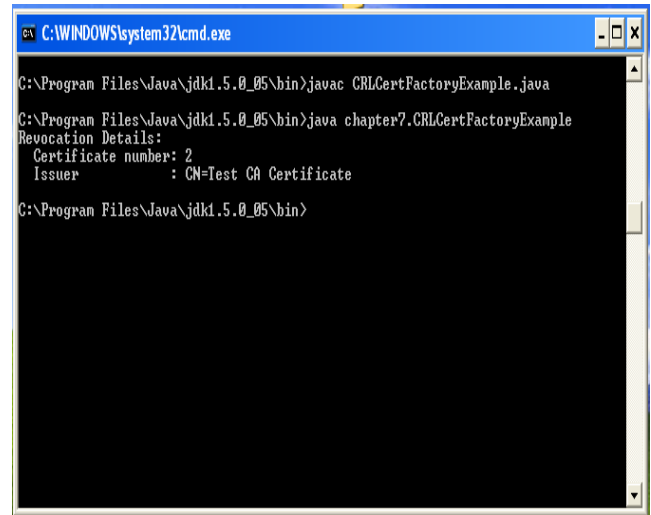 C:\WINDOWS\system32\cmd.exe
C:\Program Files\Java\jdk1.5.0_05\bin>javac CRLCertFactoryExample.java
C:\Program Files\Java\jdk1.5.0_05\bin>java chapter7.CRLCertFactoryExample
Revocation Details:
  Certificate number: 2
  Issuer            : CN=Test CA Certificate
C:\Program Files\Java\jdk1.5.0_05\bin>